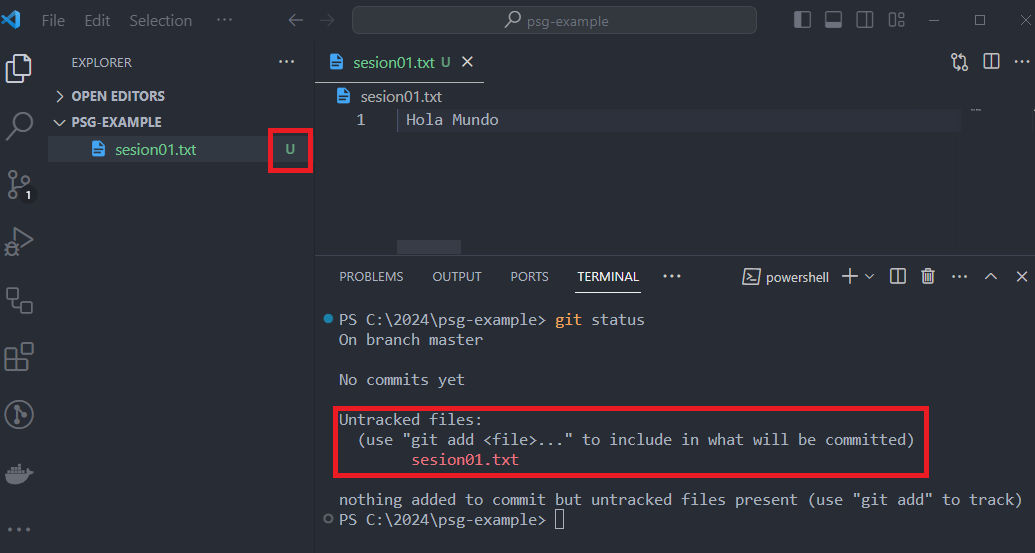 File Edit Selection ··· psg-example
EXPLORER ···
OPEN EDITORS
PSG-EXAMPLE
sesion01.txt U
1
sesion01.txt U
sesion01.txt
1 Hola Mundo
PROBLEMS OUTPUT PORTS TERMINAL ··· powershell
PS C:\2024\psg-example> git status
On branch master
No commits yet
Untracked files:
(use "git add <file>..." to include in what will be committed)
sesion01.txt
nothing added to commit but untracked files present (use "git add" to track)
PS C:\2024\psg-example>